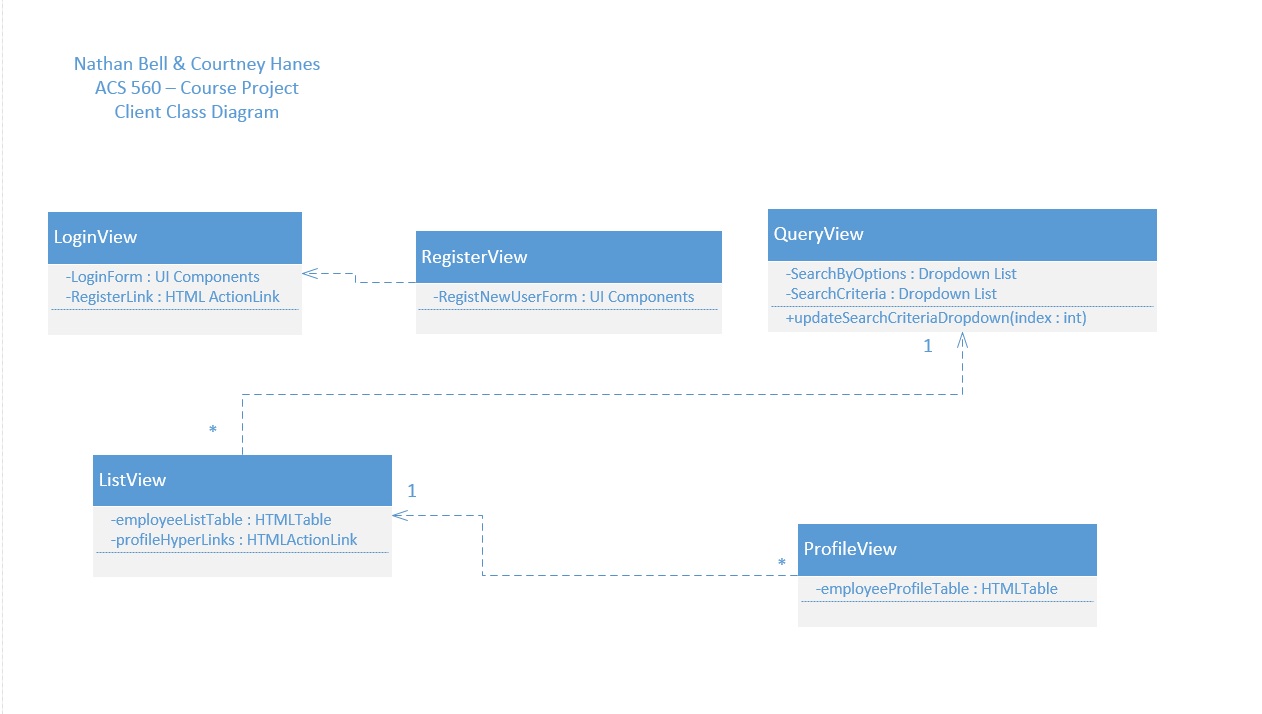 Nathan Bell & Courtney Hanes
ACS 560 – Course Project
Client Class Diagram
LoginView
-LoginForm : UI Components
-RegisterLink : HTML ActionLink
RegisterView
-RegistNewUserForm : UI Components
QueryView
-SearchByOptions : Dropdown List
-SearchCriteria : Dropdown List
+updateSearchCriteriaDropdown(index : int)
1
*
ListView
-employeeListTable : HTMLTable
-profileHyperLinks : HTMLActionLink
1
*
ProfileView
-employeeProfileTable : HTMLTable